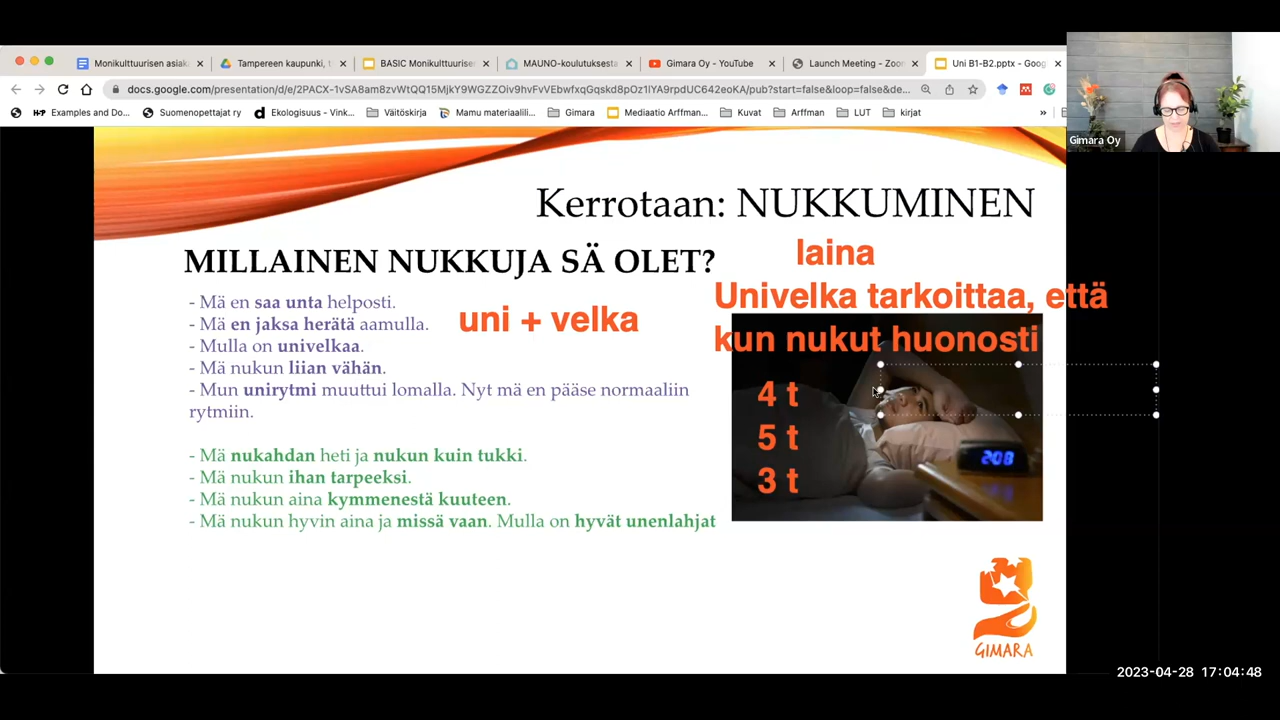 Monikulttuurisen asiak
Tampereen kaupunki, t
BASIC Monikulttuurise
MAUNO-koulutuksesta
Gimara Oy - YouTube
Launch Meeting - Zoo
Uni B1-B2.pptx - Goog
docs.google.com/presentation/d/e/2PACX-1vSA8am8zvWtQQ15MjkY9WGZZOiv9hvFvVEbwfxqGqskd8pOz1IYA9rpdUC642eoKA/pub?start=false&loop=false&de...
Examples and Do...
Suomenopettajat ry
Ekologisuus - Vink...
Väitöskirja
Mamu materiaalili...
Gimara
Mediaatio Arffman...
Kuvat
Arffman
LUT
kirjat
»
Gimara Oy
Kerrotaan: NUKKUMINEN
MILLAINEN NUKKUJA SÄ OLET?
laina
Univelka tarkoittaa, että
kun nukut huonosti
- Mä en saa unta helposti.
- Mä en jaksa herätä aamulla.
uni + velka
- Mulla on univelkaa.
- Mä nukun liian vähän.
- Mun unirytmi muuttui lomalla. Nyt mä en pääse normaaliin
rytmiin.
4 t
5 t
3 t
2:08
- Mä nukahdan heti ja nukun kuin tukki.
- Mä nukun ihan tarpeeksi.
- Mä nukun aina kymmenestä kuuteen.
- Mä nukun hyvin aina ja missä vaan. Mulla on hyvät unenlahjat
GIMARA
2023-04-28 17:04:48